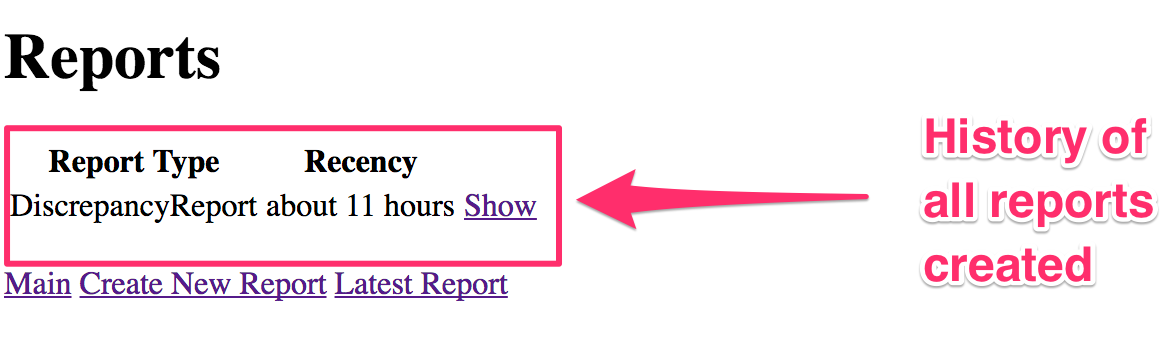 Reports
Report Type Recency
DiscrepancyReport about 11 hours Show
Main Create New Report Latest Report
History of
all reports
created